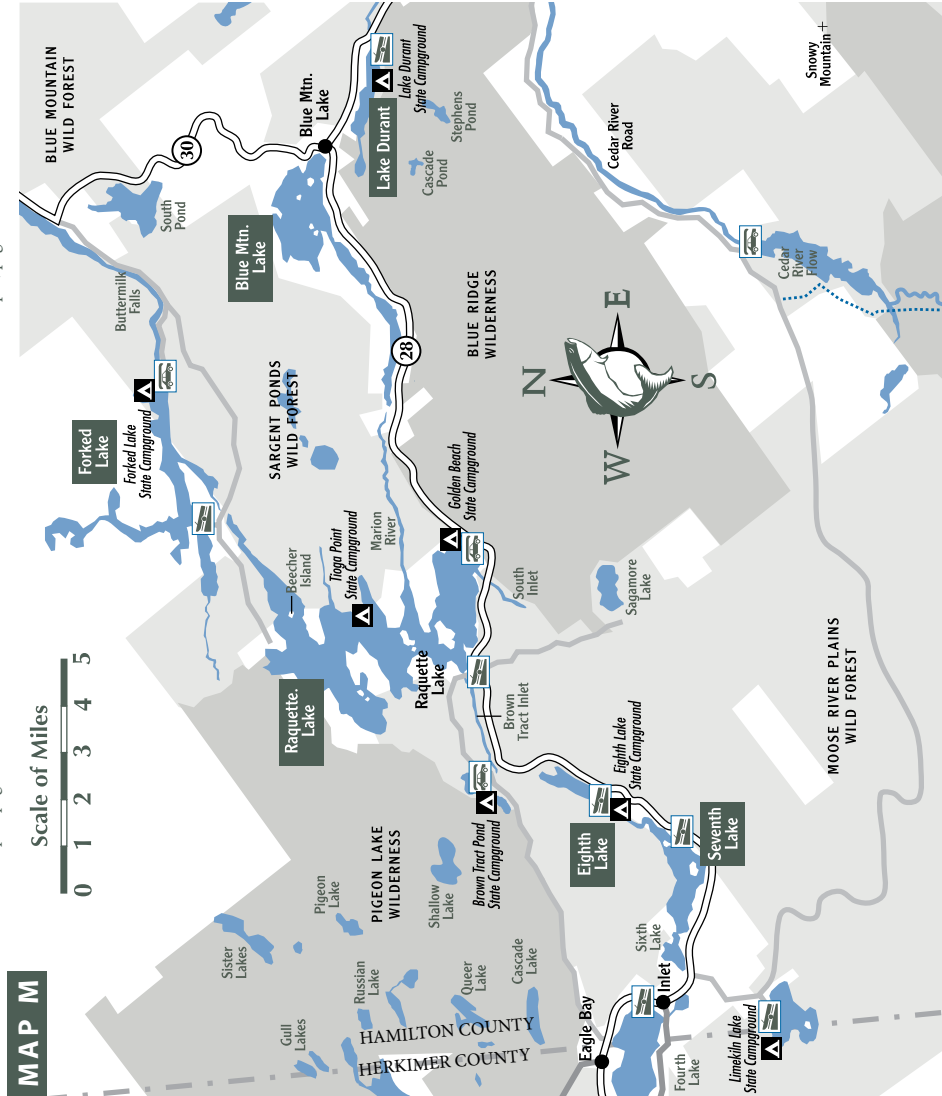 MAP M
Scale of Miles
0 1 2 3 4 5
BLUE MOUNTAIN
WILD FOREST
30
South
Pond
Buttermilk
Falls
Blue Mtn.
Lake
Blue Mtn.
Lake
Lake Durant
Lake Durant
State Campground
Stephens
Pond
Cascade
Pond
Cedar River
Road
Snowy
Mountain
Cedar
River
Flow
Forked
Lake
Forked Lake
State Campground
SARGENT PONDS
WILD FOREST
28
BLUE RIDGE
WILDERNESS
N
E
S
W
Beecher
Island
Tioga Point
State Campground
Marion
River
Golden Beach
State Campground
South
Inlet
Sagamore
Lake
Raquette.
Lake
Raquette
Lake
Brown
Tract Inlet
Eighth Lake
State Campground
Eighth
Lake
Seventh
Lake
MOOSE RIVER PLAINS
WILD FOREST
PIGEON LAKE
WILDERNESS
Brown Tract Pond
State Campground
Shallow
Lake
Pigeon
Lake
Sister
Lakes
Russian
Lake
Queer
Lake
Cascade
Lake
Gull
Lakes
HAMILTON COUNTY
HERKIMER COUNTY
Sixth
Lake
Inlet
Eagle Bay
Fourth
Lake
Limekiln Lake
State Campground